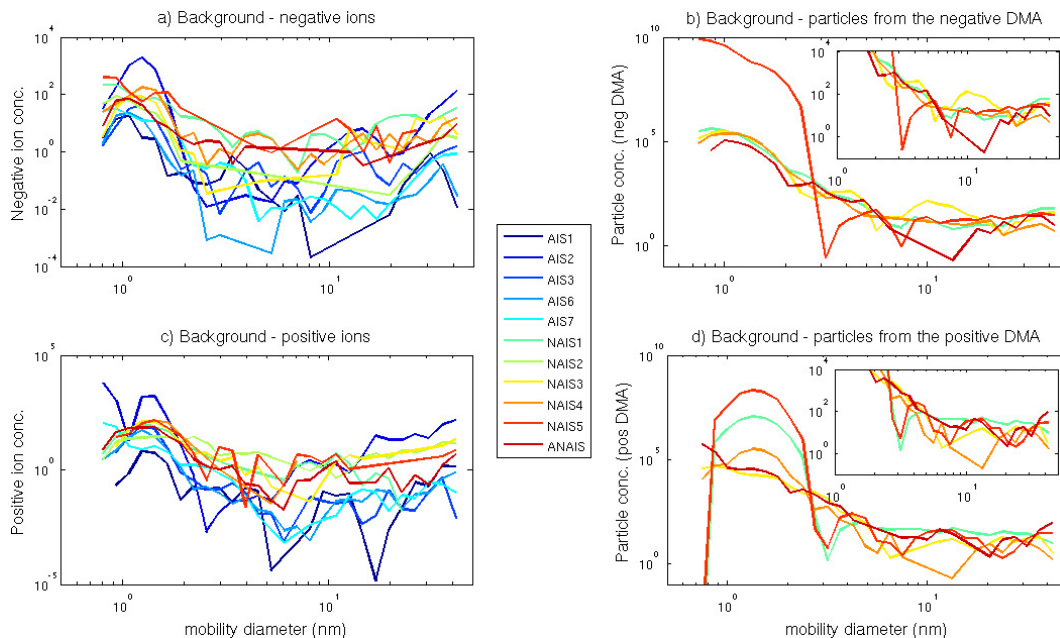 a) Background - negative ions
b) Background - particles from the negative DMA
Negative ion conc.
10^4
10^2
10^0
10^-2
10^-4
10^0
10^1
Particle conc. (neg DMA)
10^10
10^5
10^0
10^0
10^1
10^0
10^1
10^4
10^2
10^0
10^0
10^1
AIS1
AIS2
AIS3
AIS6
AIS7
NAIS1
NAIS2
NAIS3
NAIS4
NAIS5
ANAIS
c) Background - positive ions
d) Background - particles from the positive DMA
Positive ion conc.
10^5
10^0
10^-5
10^0
10^1
mobility diameter (nm)
Particle conc. (pos DMA)
10^10
10^5
10^0
10^0
10^1
10^4
10^2
10^0
10^0
10^1
mobility diameter (nm)